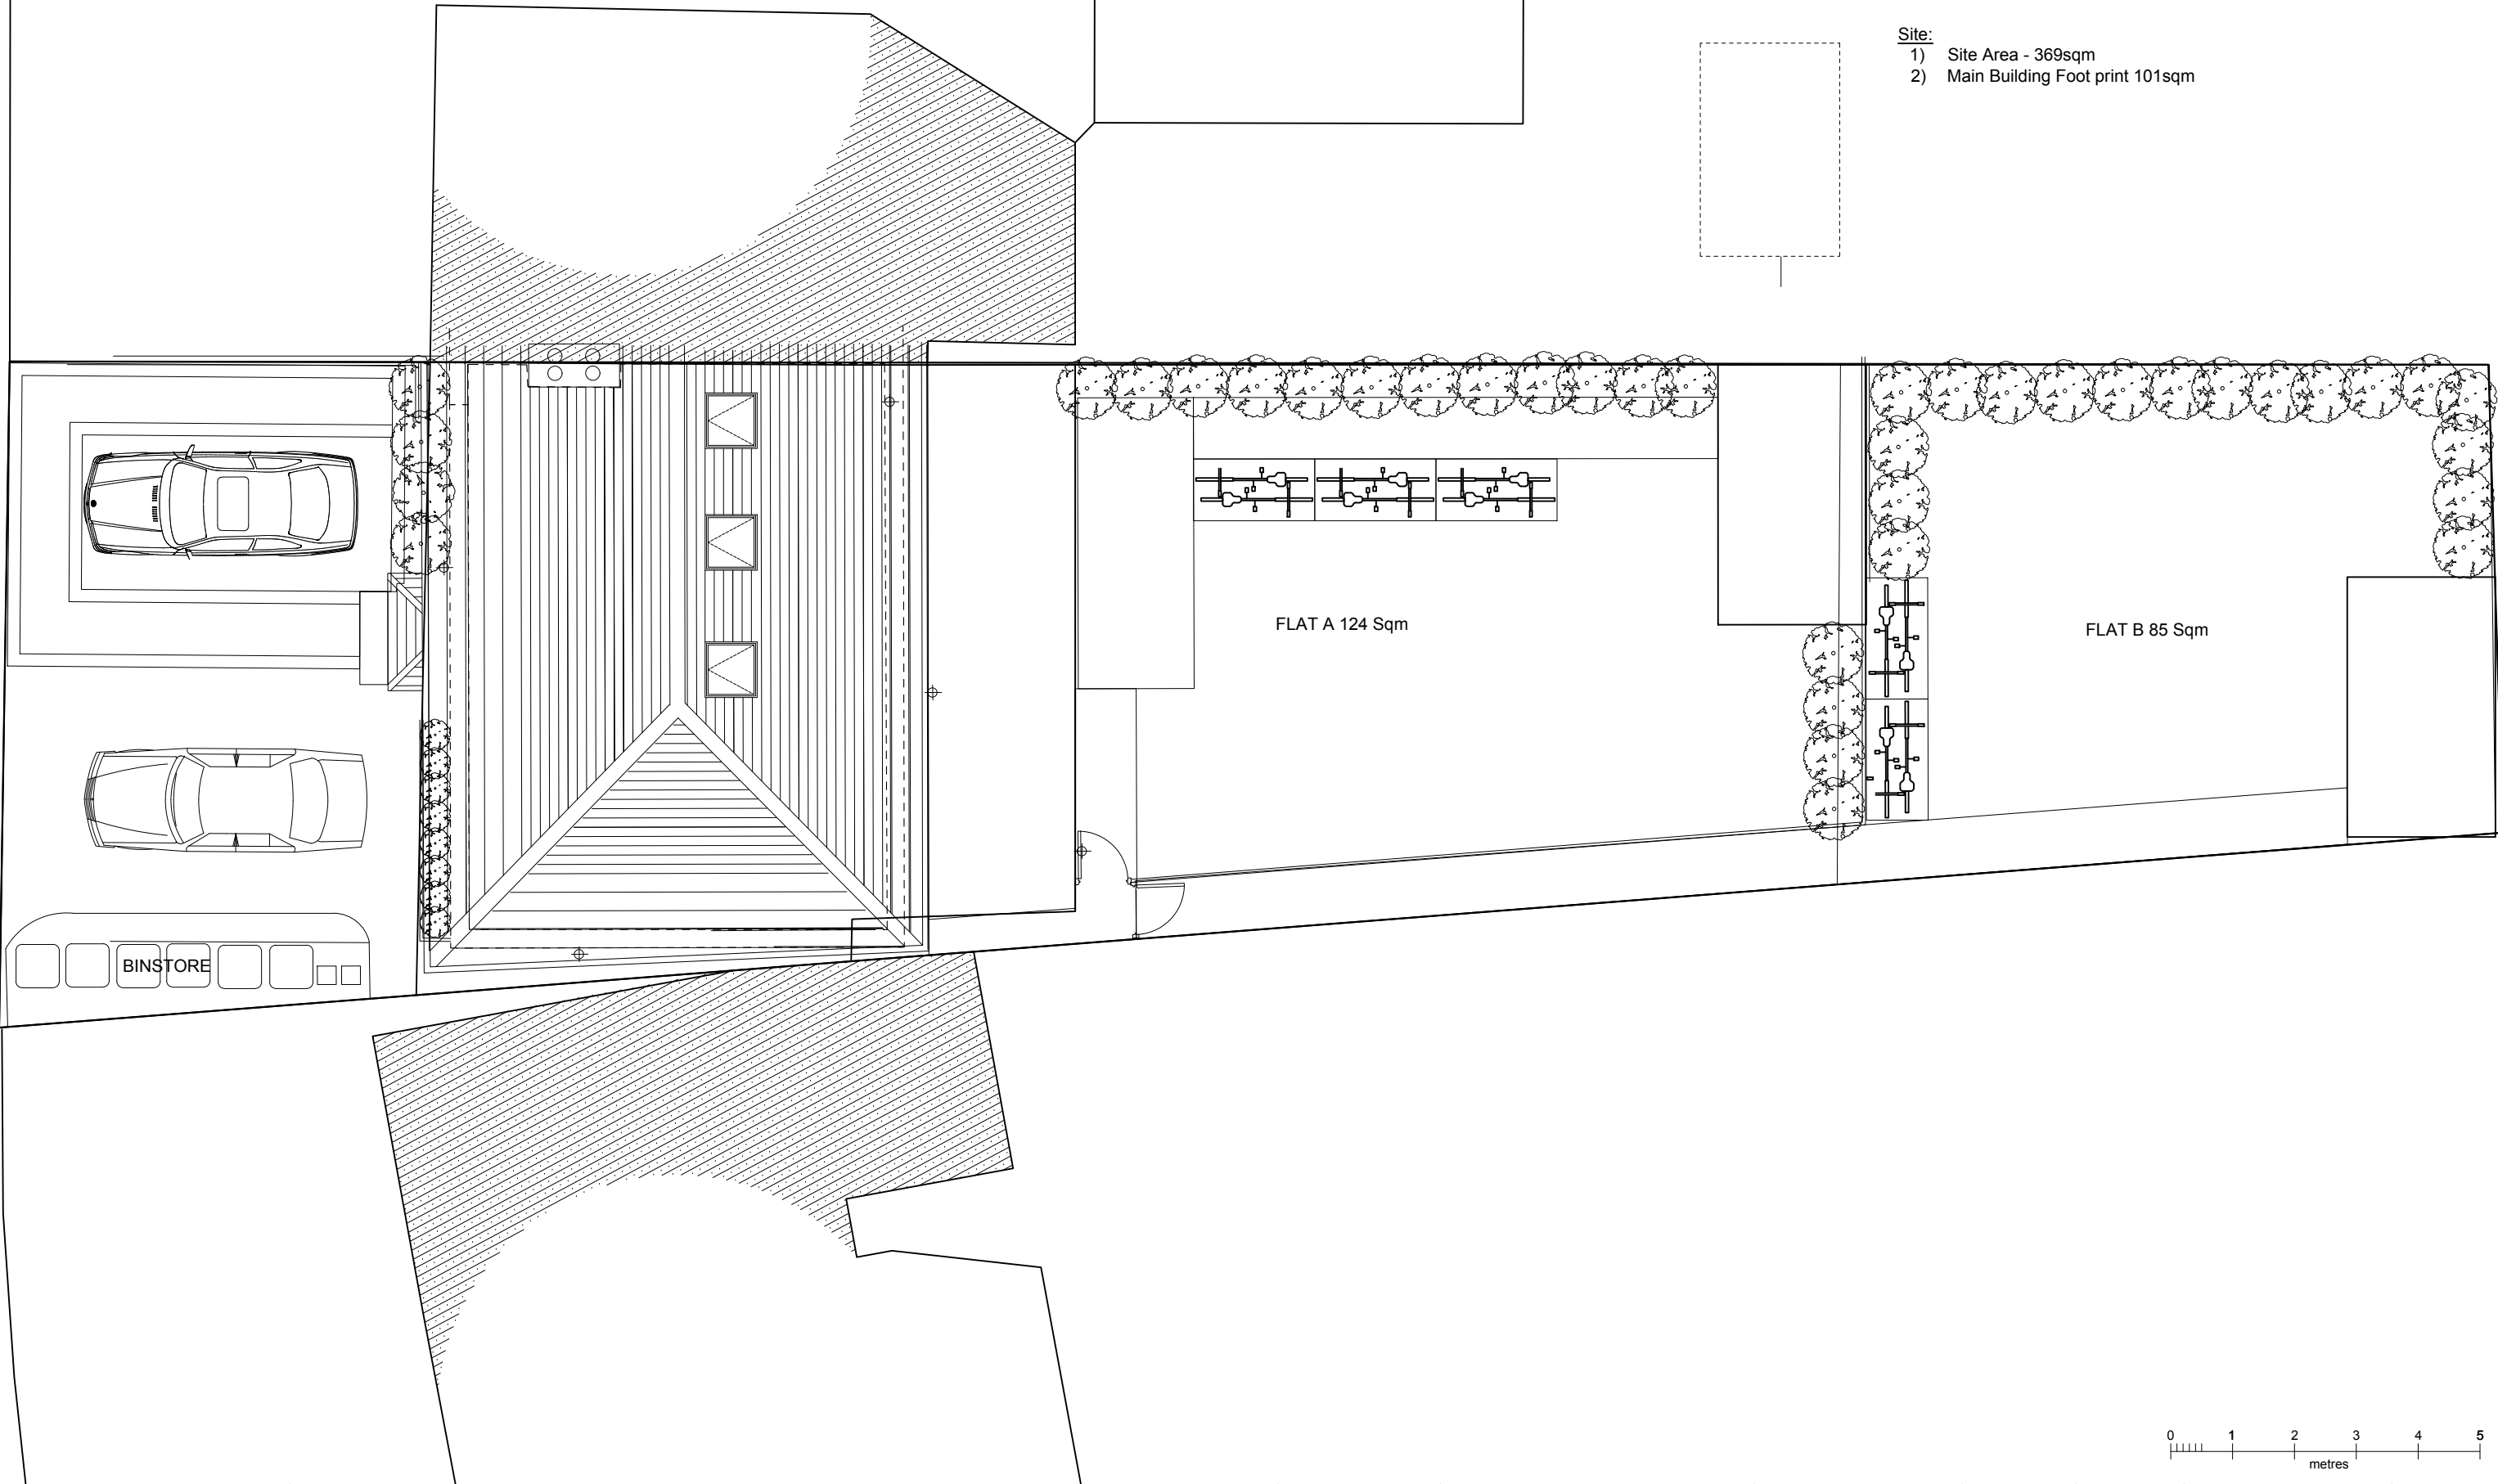 Site:
1) Site Area - 369sqm
2) Main Building Foot print 101sqm
FLAT A 124 Sqm
FLAT B 85 Sqm
BINSTORE
0 1 2 3 4 5
metres